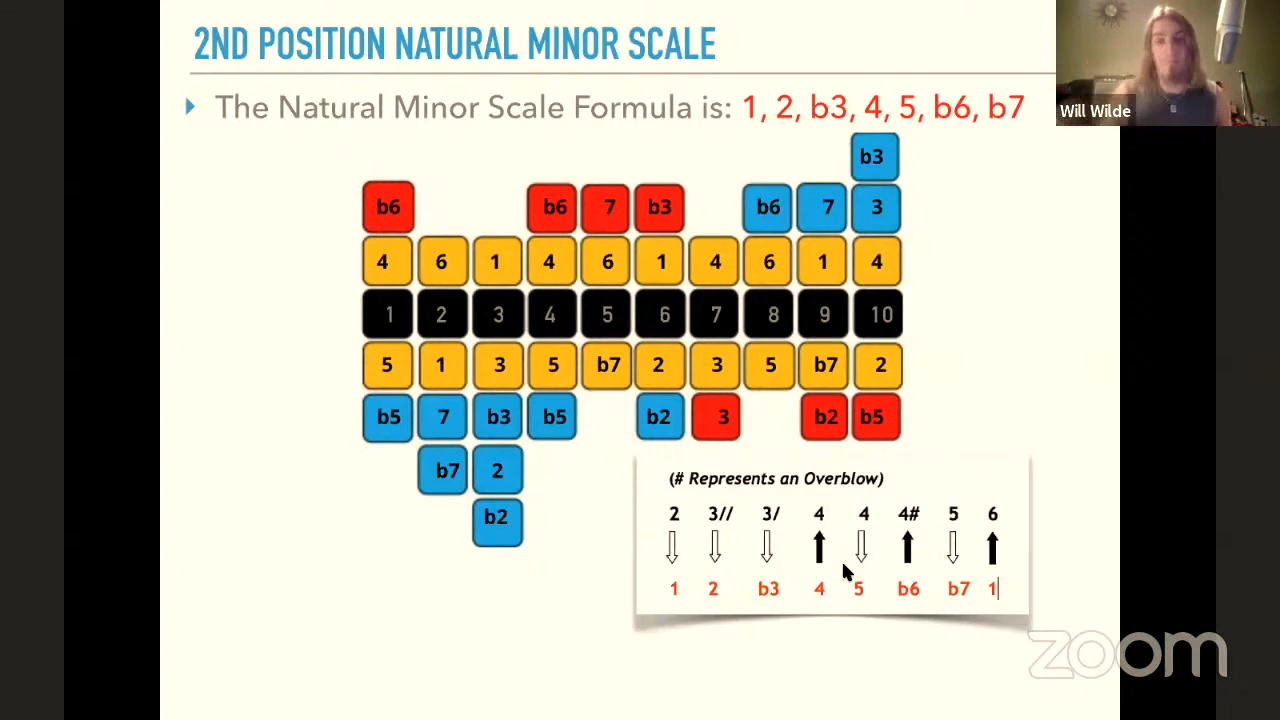 2ND POSITION NATURAL MINOR SCALE
The Natural Minor Scale Formula is: 1, 2, b3, 4, 5, b6, b7
Will Wilde
b3
b6 b6 7 b3 b6 7 3
4 6 1 4 6 1 4 6 1 4
1 2 3 4 5 6 7 8 9 10
5 1 3 5 b7 2 3 5 b7 2
b5 7 b3 b5 b2 3 b2 b5
b7 2
b2
(# Represents an Overblow)
2 3// 3/ 4 4 4# 5 6
1 2 b3 4 5 b6 b7 1
zoom